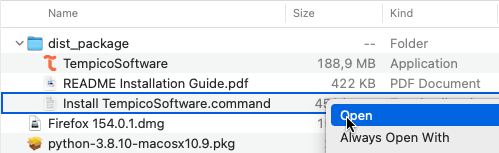 Name Size Kind
dist_package -- Folder
TempicoSoftware 188,9 MB Application
README Installation Guide.pdf 422 KB PDF Document
Install TempicoSoftware.command
Open
Firefox 154.0.1.dmg
Always Open With
python-3.8.10-macosx10.9.pkg